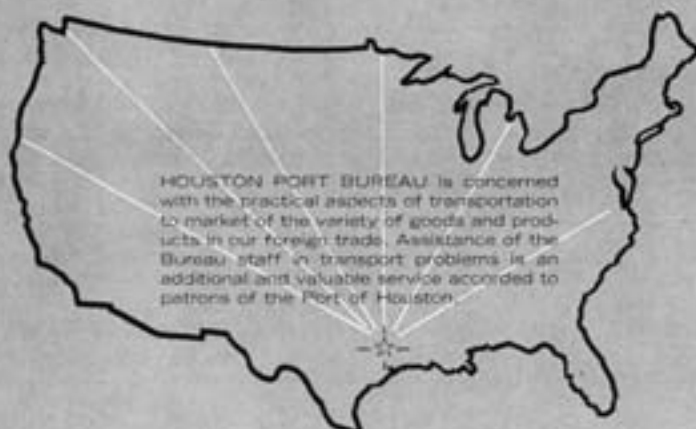 HOUSTON PORT BUREAU is concerned
with the practical aspects of transportation
to market of the variety of goods and prod-
ucts in our foreign trade. Assistance of the
Bureau staff in transport problems is an
additional and valuable service accorded to
patrons of the Port of Houston.